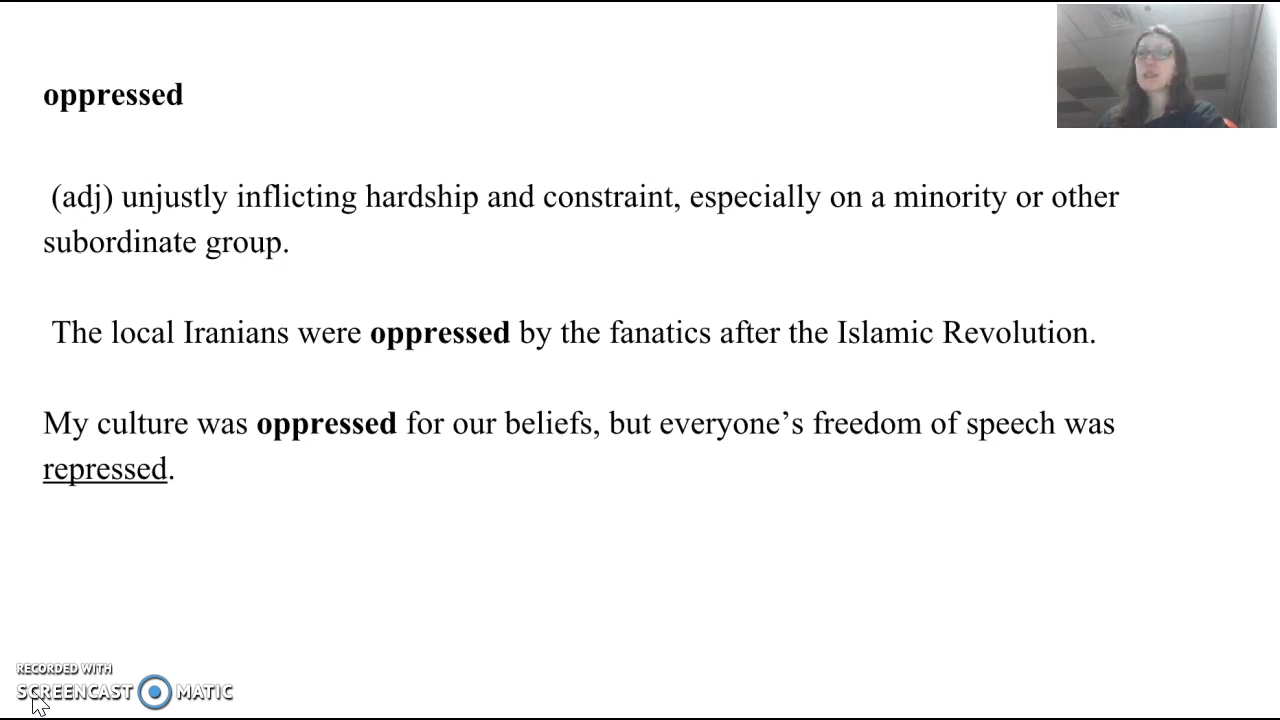 oppressed
(adj) unjustly inflicting hardship and constraint, especially on a minority or other
subordinate group.
The local Iranians were oppressed by the fanatics after the Islamic Revolution.
My culture was oppressed for our beliefs, but everyone’s freedom of speech was
repressed.
RECORDED WITH
SCREENCAST MATIC